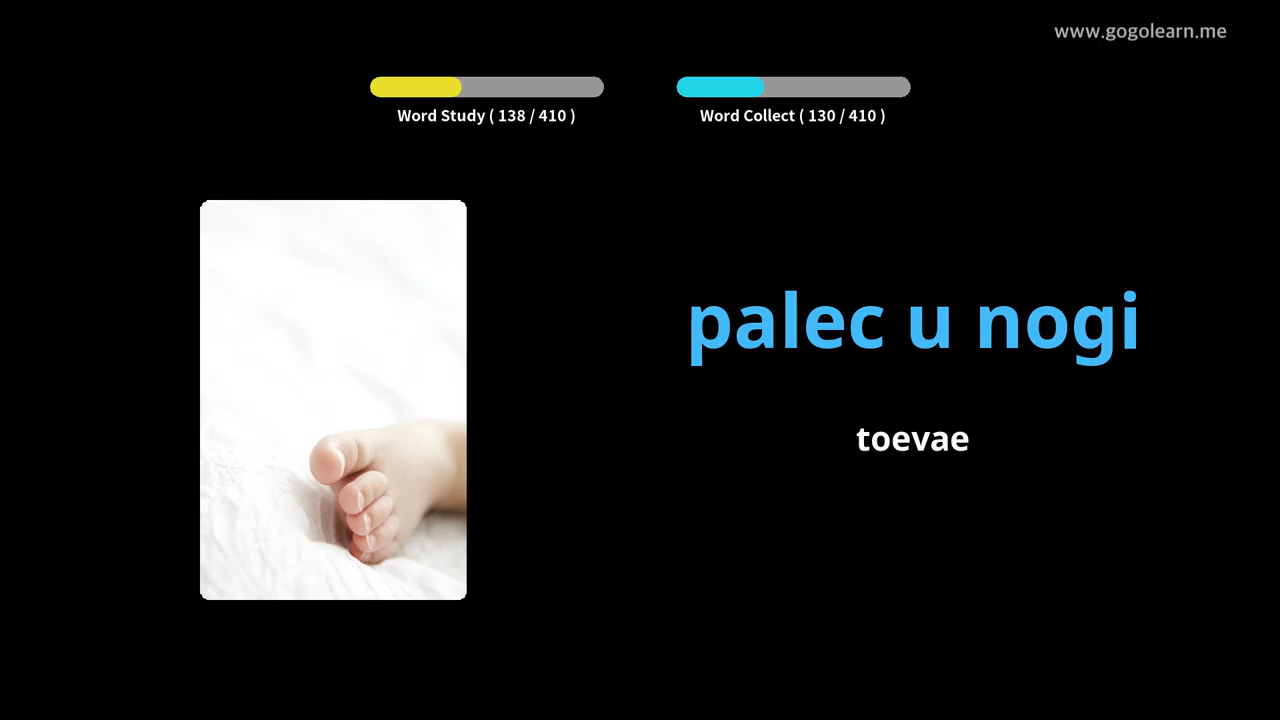 www.gogolearn.me
Word Study ( 138 / 410 )
Word Collect ( 130 / 410 )
palec u nogi
toevae